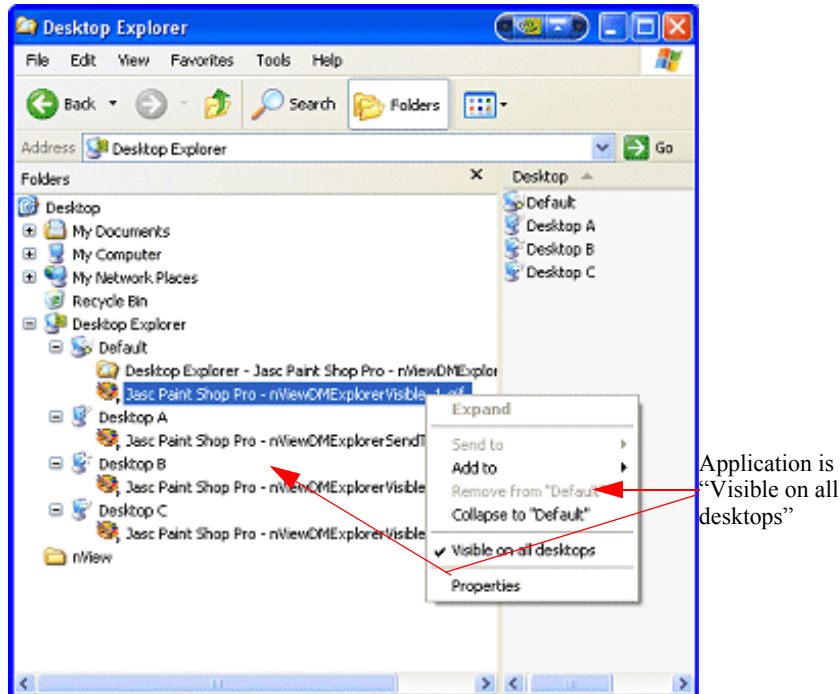 Desktop Explorer
File Edit View Favorites Tools Help
Back Search Folders
Address Desktop Explorer Go
Folders
Desktop
My Documents
My Computer
My Network Places
Recycle Bin
Desktop Explorer
Default
Desktop Explorer - Jasc Paint Shop Pro - nViewDMExplor
Jasc Paint Shop Pro - nViewDMExplorerVisible_1.gif
Desktop A
Jasc Paint Shop Pro - nViewDMExplorerSendT
Desktop B
Jasc Paint Shop Pro - nViewDMExplorerVisible
Desktop C
Jasc Paint Shop Pro - nViewDMExplorerVisible
nView
Desktop
Default
Desktop A
Desktop B
Desktop C
Expand
Send to
Add to
Remove from "Default"
Collapse to "Default"
Visible on all desktops
Properties
Application is
“Visible on all
desktops”